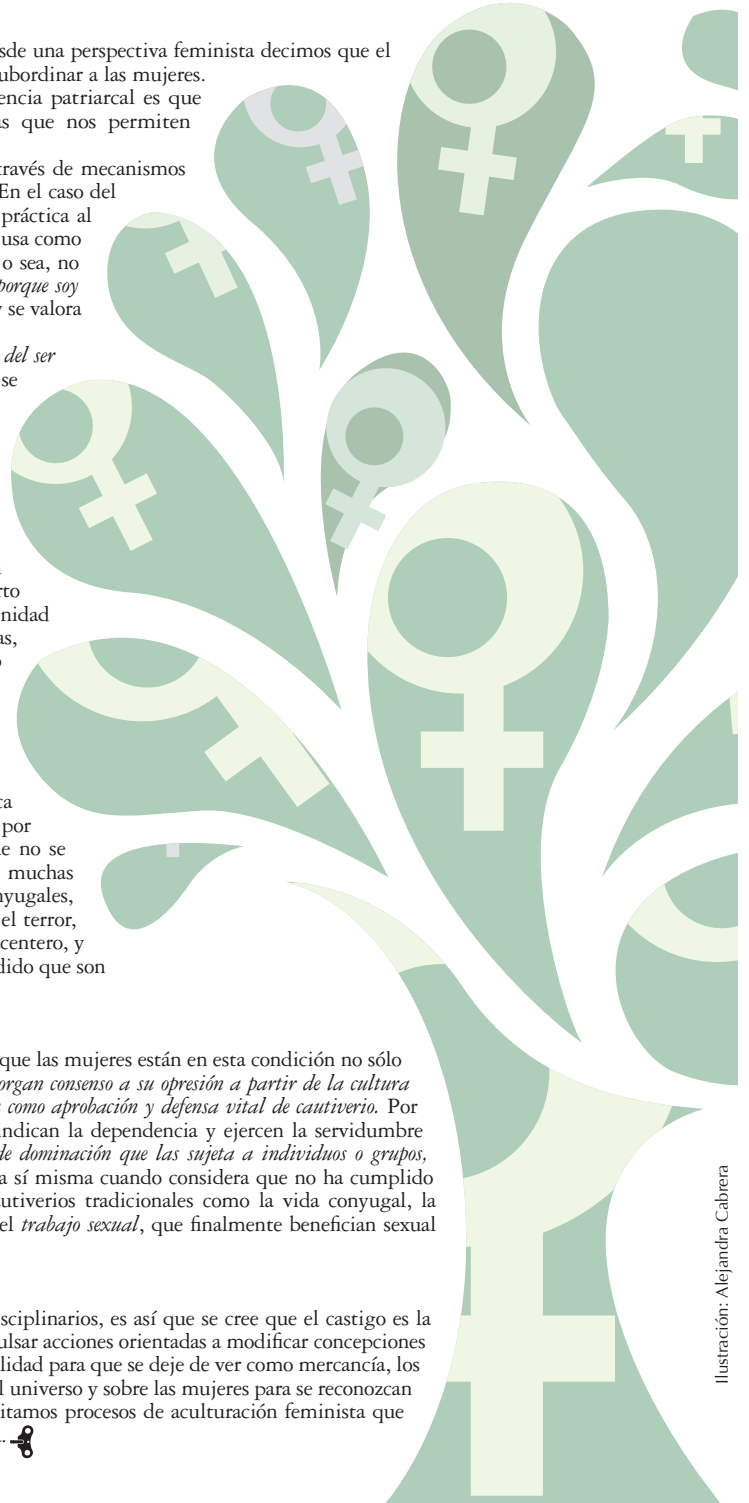 sde una perspectiva feminista decimos que el
ubordinar a las mujeres.
encia patriarcal es que
as que nos permiten
través de mecanismos
En el caso del
práctica al
usa como
o sea, no
porque soy
y se valora
del ser
se
rto
nidad
as,
ca
por
e no se
muchas
nyugales,
el terror,
centero, y
dido que son
que las mujeres están en esta condición no sólo
organ consenso a su opresión a partir de la cultura
como aprobación y defensa vital de cautiverio. Por
indican la dependencia y ejercen la servidumbre
de dominación que las sujeta a individuos o grupos,
a sí misma cuando considera que no ha cumplido
autiverios tradicionales como la vida conyugal, la
el trabajo sexual, que finalmente benefician sexual
sciplinarios, es así que se cree que el castigo es la
ulsar acciones orientadas a modificar concepciones
lidad para que se deje de ver como mercancía, los
l universo y sobre las mujeres para se reconozcan
itamos procesos de aculturación feminista que
Ilustración: Alejandra Cabrera